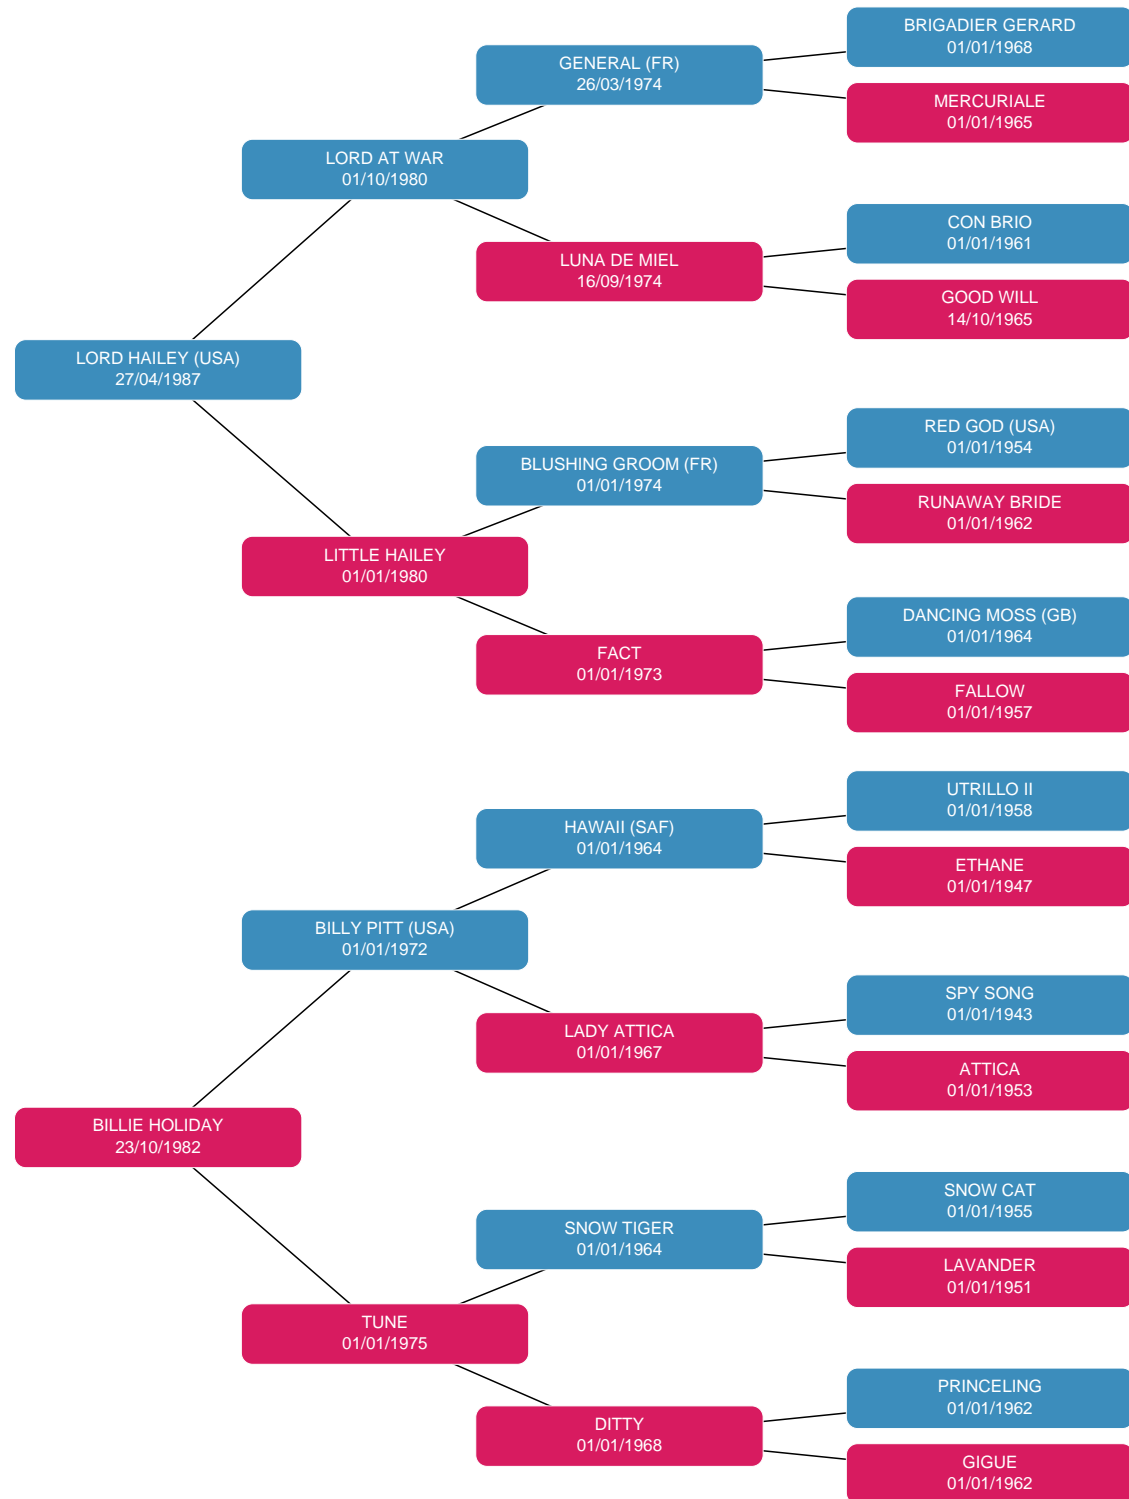 BRIGADIER GERARD
01/01/1968
GENERAL (FR)
26/03/1974
MERCURIALE
01/01/1965
LORD AT WAR
01/10/1980
CON BRIO
01/01/1961
LUNA DE MIEL
16/09/1974
GOOD WILL
14/10/1965
LORD HAILEY (USA)
27/04/1987
RED GOD (USA)
01/01/1954
BLUSHING GROOM (FR)
01/01/1974
RUNAWAY BRIDE
01/01/1962
LITTLE HAILEY
01/01/1980
DANCING MOSS (GB)
01/01/1964
FACT
01/01/1973
FALLOW
01/01/1957
UTRILLO II
01/01/1958
HAWAII (SAF)
01/01/1964
ETHANE
01/01/1947
BILLY PITT (USA)
01/01/1972
SPY SONG
01/01/1943
LADY ATTICA
01/01/1967
ATTICA
01/01/1953
BILLIE HOLIDAY
23/10/1982
SNOW CAT
01/01/1955
SNOW TIGER
01/01/1964
LAVANDER
01/01/1951
TUNE
01/01/1975
PRINCELING
01/01/1962
DITTY
01/01/1968
GIGUE
01/01/1962